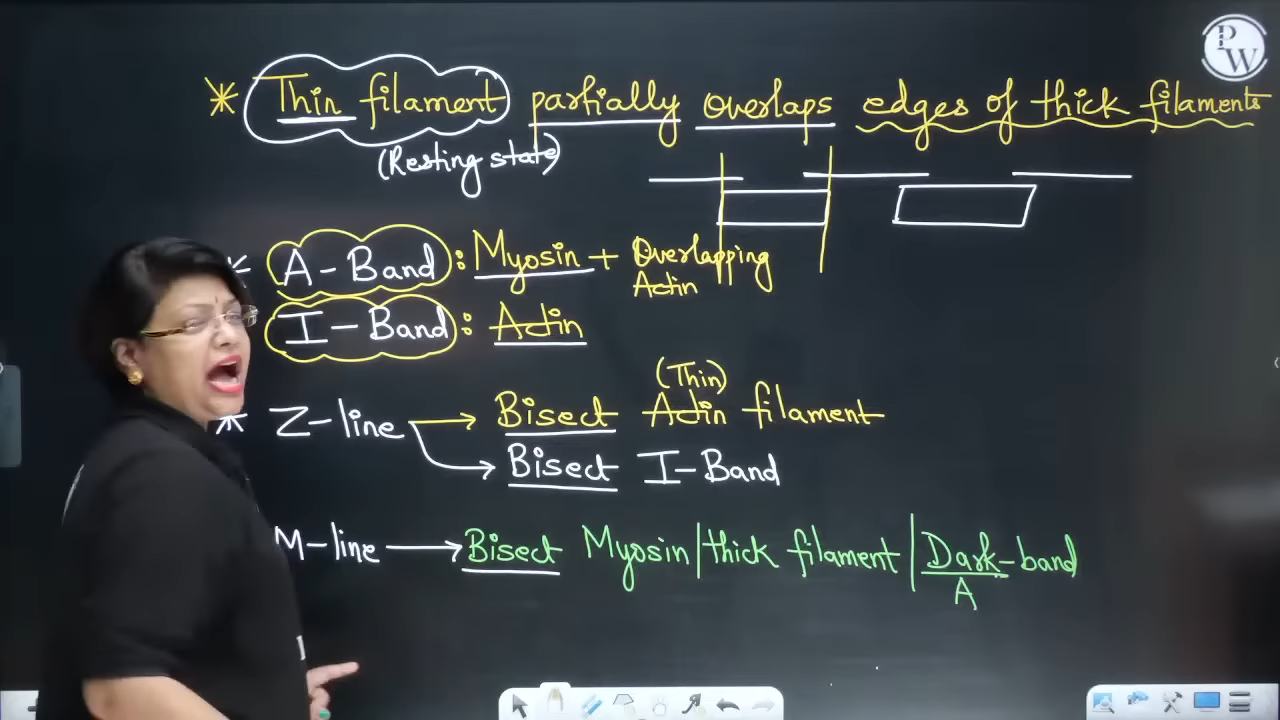 PW
* Thin filament partially overlaps edges of thick filaments
(Resting state)
* A-Band : Myosin + Overlapping
Actin
I-Band : Actin
(Thin)
* Z-line → Bisect Actin filament
→ Bisect I-Band
M-line → Bisect Myosin | thick filament | Dark-band
A